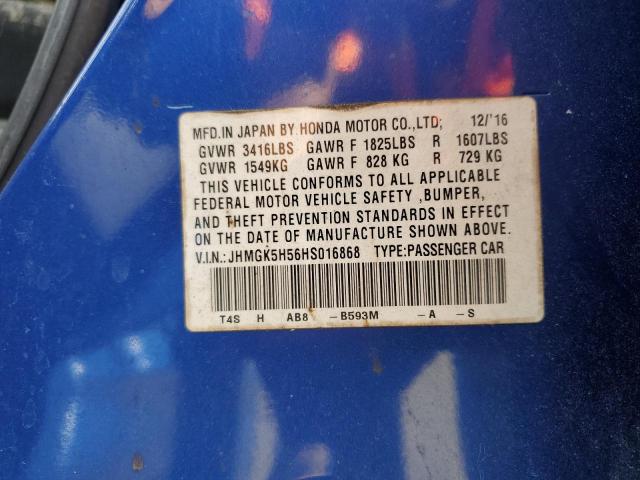 MFD.IN JAPAN BY HONDA MOTOR CO.,LTD; 12/'16
GVWR 3416LBS GAWR F 1825LBS R 1607LBS
GVWR 1549KG GAWR F 828 KG R 729 KG
THIS VEHICLE CONFORMS TO ALL APPLICABLE
FEDERAL MOTOR VEHICLE SAFETY ,BUMPER,
AND THEFT PREVENTION STANDARDS IN EFFECT
ON THE DATE OF MANUFACTURE SHOWN ABOVE.
V.I.N.: JHMGK5H56HS016868 TYPE:PASSENGER CAR
T4S H AB8 -B593M -A -S